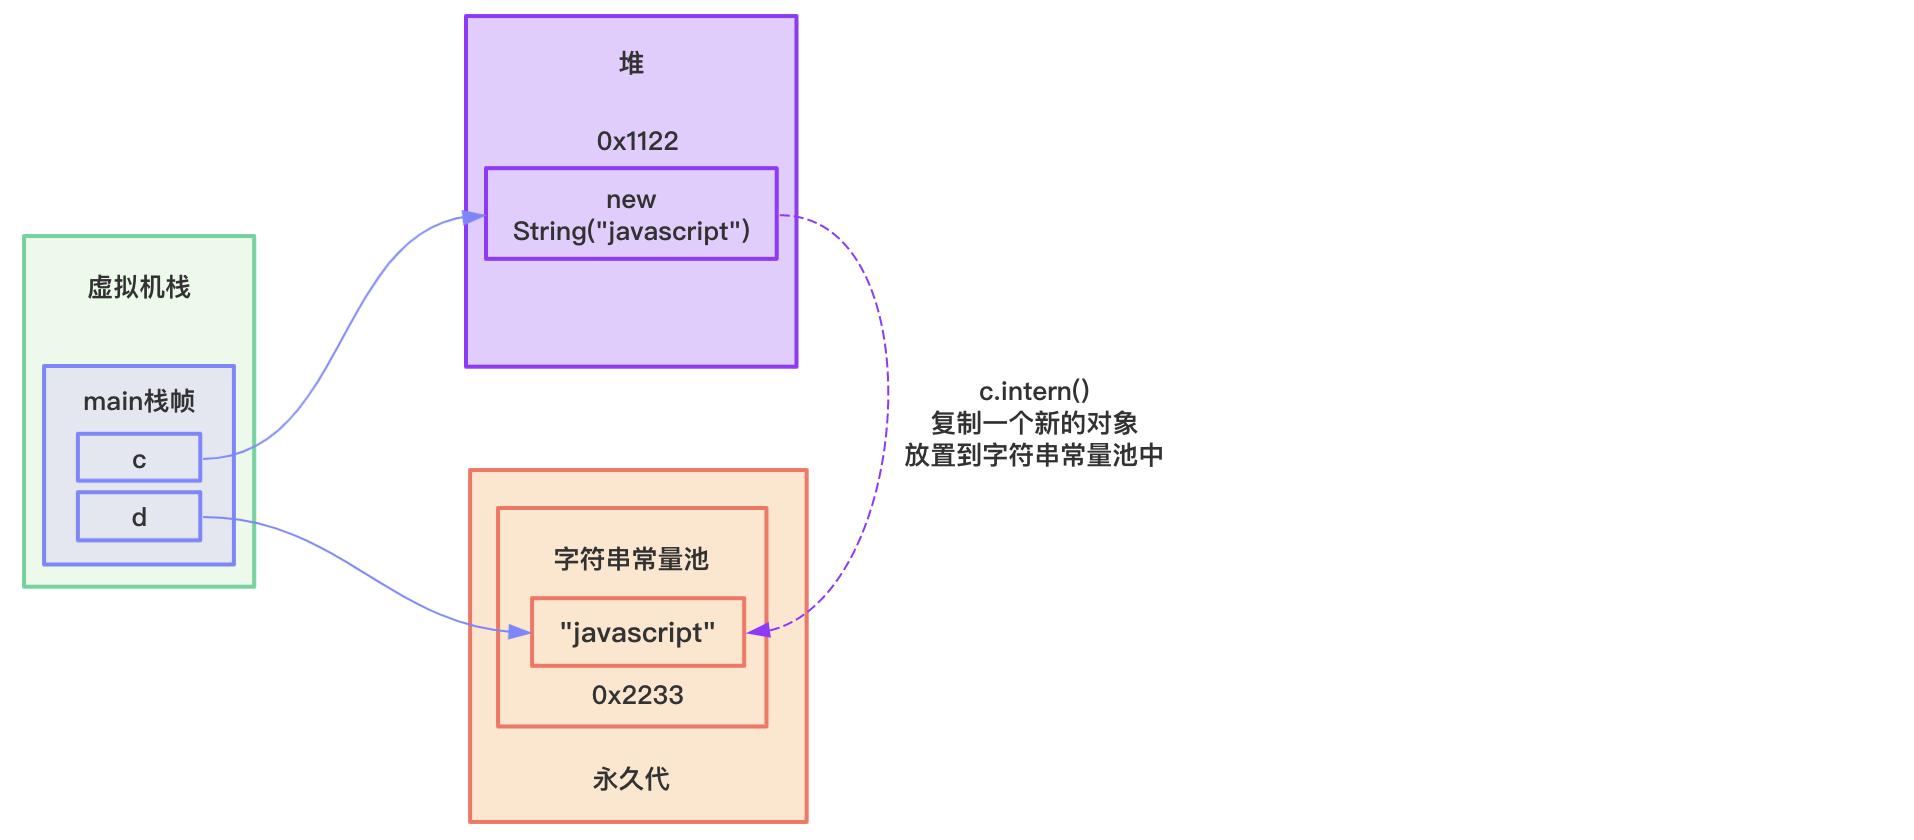 堆
0x1122
new
String("javascript")
虚拟机栈
main栈帧
c
d
c.intern()
复制一个新的对象
放置到字符串常量池中
字符串常量池
"javascript"
0x2233
永久代